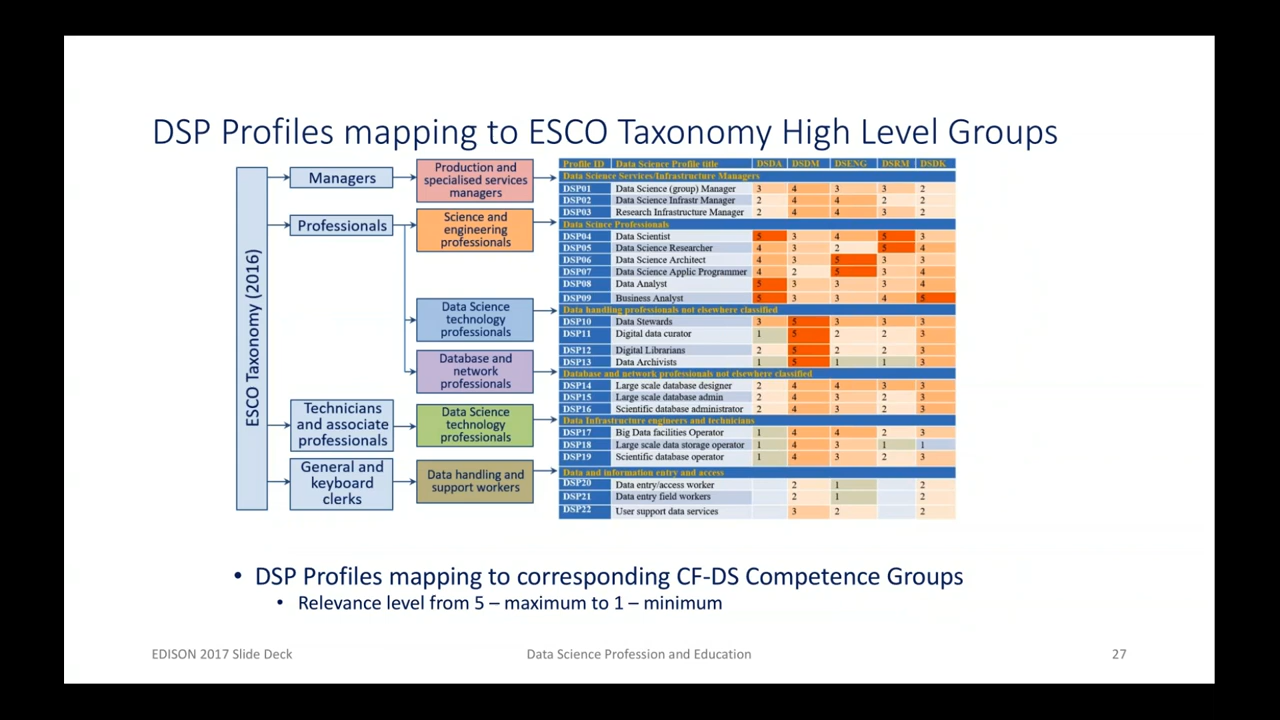 DSP Profiles mapping to ESCO Taxonomy High Level Groups
ESCO Taxonomy (2016)
Managers
Professionals
Technicians
and associate
professionals
General and
keyboard
clerks
Production and
specialised services
managers
Science and
engineering
professionals
Data Science
technology
professionals
Database and
network
professionals
Data Science
technology
professionals
Data handling and
support workers
Profile ID Data Science Profile title DSDA DSDM DSENG DSRM DSDK
Data Science Services/Infrastructure Managers
DSP01 Data Science (group) Manager 3 4 3 3 2
DSP02 Data Science Infrastr Manager 2 4 4 2 2
DSP03 Research Infrastructure Manager 2 4 4 3 2
Data Scince Professionals
DSP04 Data Scientist 5 3 4 5 3
DSP05 Data Science Researcher 4 3 2 5 4
DSP06 Data Science Architect 4 3 5 3 3
DSP07 Data Science Applic Programmer 4 2 5 3 4
DSP08 Data Analyst 5 3 3 3 4
DSP09 Business Analyst 5 3 3 4 5
Data handling professionals not elsewhere classified
DSP10 Data Stewards 3 5 3 3 3
DSP11 Digital data curator 1 5 2 2 3
DSP12 Digital Librarians 2 5 2 2 3
DSP13 Data Archivists 1 5 1 1 3
Database and network professionals not elsewhere classified
DSP14 Large scale database designer 2 4 4 3 3
DSP15 Large scale database admin 2 4 3 2 3
DSP16 Scientific database administrator 2 4 3 2 3
Data Infrastructure engineers and technicians
DSP17 Big Data facilities Operator 1 4 4 2 3
DSP18 Large scale data storage operator 1 4 3 1 1
DSP19 Scientific database operator 1 4 3 2 3
Data and information entry and access
DSP20 Data entry/access worker 2 1 2
DSP21 Data entry field workers 2 1 2
DSP22 User support data services 3 2 2
• DSP Profiles mapping to corresponding CF-DS Competence Groups
• Relevance level from 5 – maximum to 1 – minimum
EDISON 2017 Slide Deck
Data Science Profession and Education
27